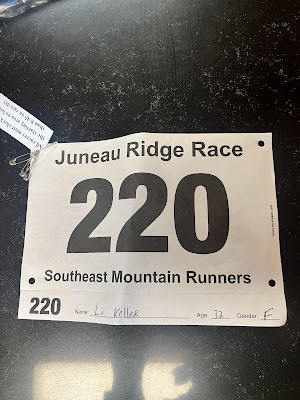 Juneau Ridge Race
220
Southeast Mountain Runners
220 Name: Keller Age: 32 Gender: F